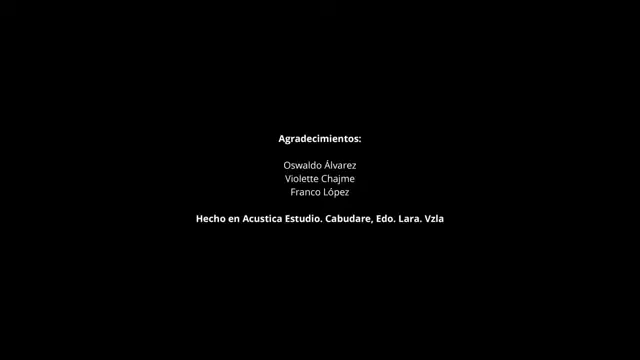 Agradecimientos:
Oswaldo Álvarez
Violette Chajme
Franco López
Hecho en Acustica Estudio. Cabudare, Edo. Lara. Vzla